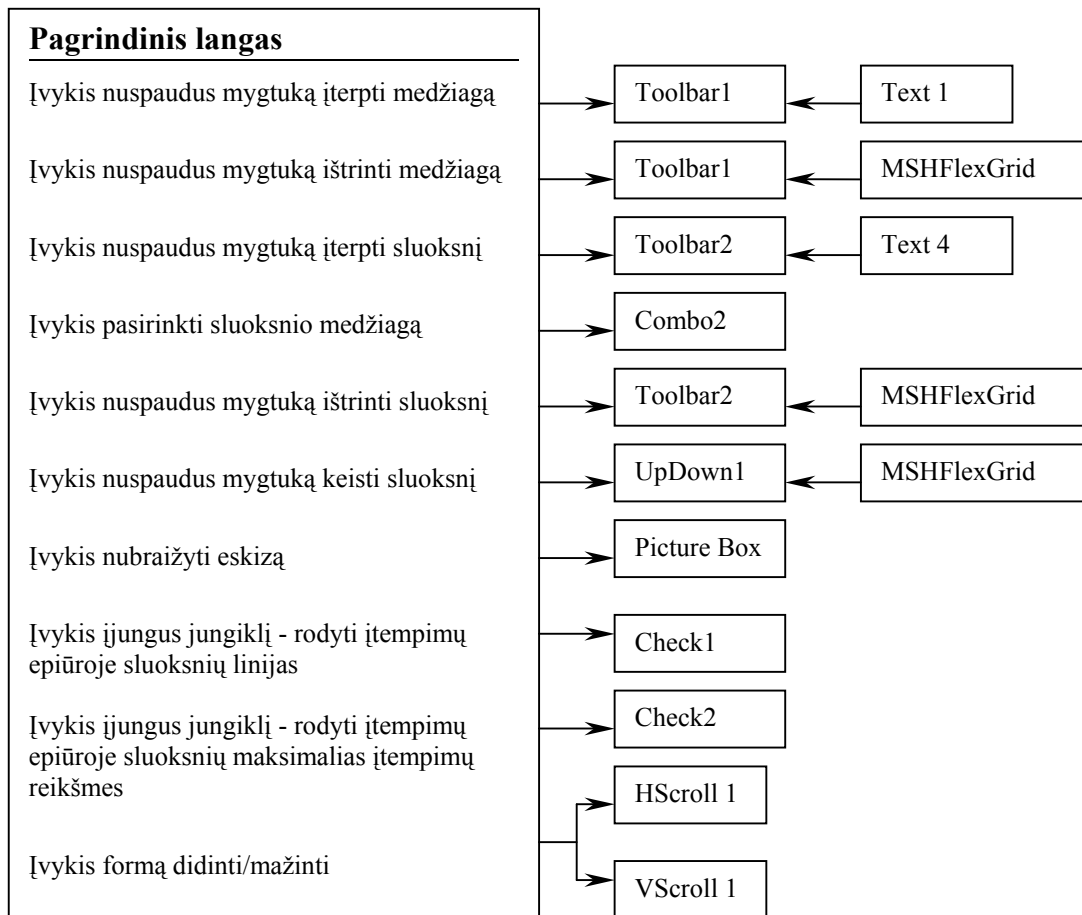 Pagrindinis langas
Įvykis nuspaudus mygtuką įterpti medžiagą
Toolbar1
Text 1
Įvykis nuspaudus mygtuką ištrinti medžiagą
Toolbar1
MSHFlexGrid
Įvykis nuspaudus mygtuką įterpti sluoksnį
Toolbar2
Text 4
Įvykis pasirinkti sluoksnio medžiagą
Combo2
Įvykis nuspaudus mygtuką ištrinti sluoksnį
Toolbar2
MSHFlexGrid
Įvykis nuspaudus mygtuką keisti sluoksnį
UpDown1
MSHFlexGrid
Įvykis nubraižyti eskizą
Picture Box
Įvykis įjungus jungiklį - rodyti įtempimų
epiūroje sluoksnių linijas
Check1
Įvykis įjungus jungiklį - rodyti įtempimų
epiūroje sluoksnių maksimalias įtempimų
reikšmes
Check2
Įvykis formą didinti/mažinti
HScroll 1
VScroll 1